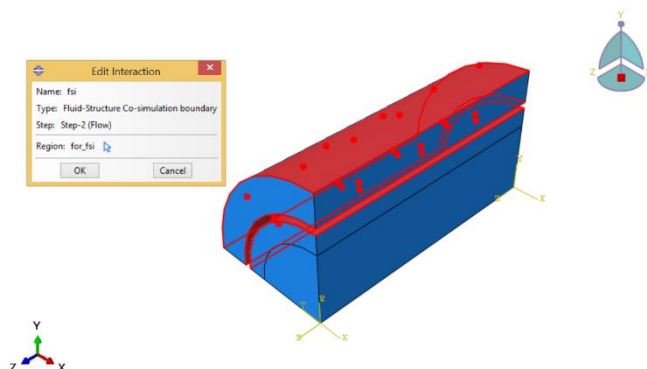 Edit Interaction
Name: fsi
Type: Fluid-Structure Co-simulation boundary
Step: Step-2 (Flow)
Region: for_fsi
OK Cancel
Y
Z
X
X
Y
Z X